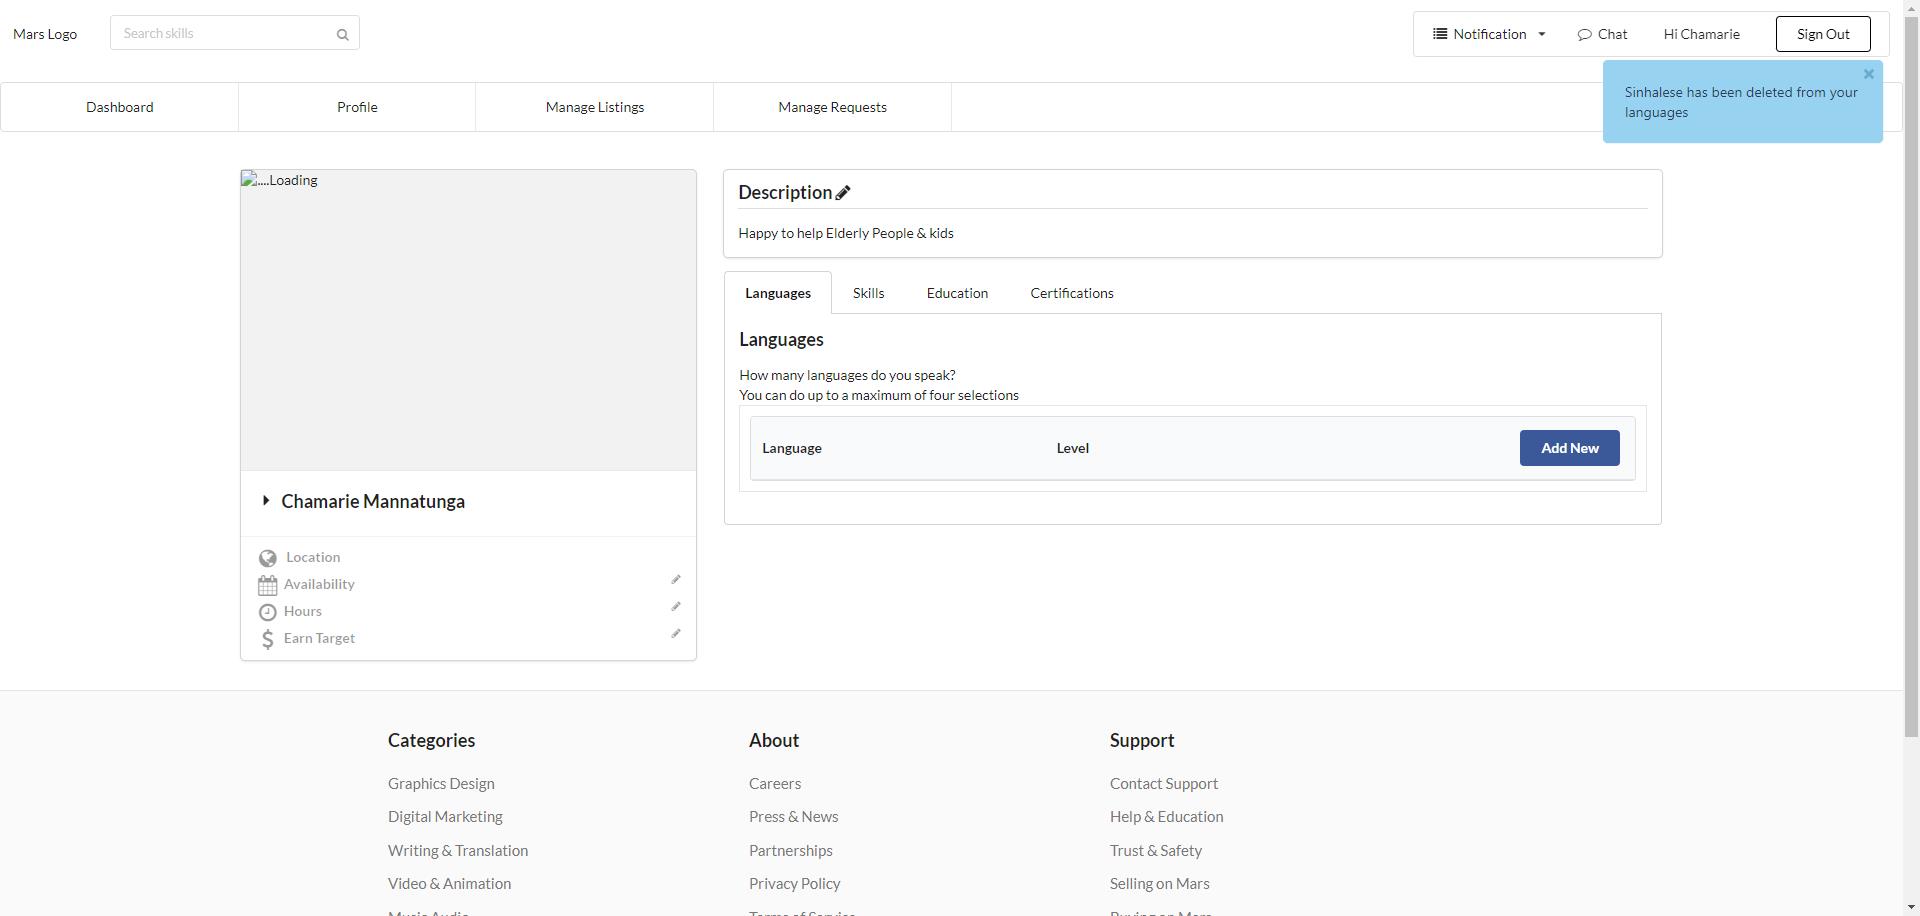 Mars Logo
Search skills
Notification
Chat
Hi Chamarie
Sign Out
Dashboard
Profile
Manage Listings
Manage Requests
Sinhalese has been deleted from your
languages
....Loading
Chamarie Mannatunga
Location
Availability
Hours
Earn Target
Description
Happy to help Elderly People & kids
Languages
Skills
Education
Certifications
Languages
How many languages do you speak?
You can do up to a maximum of four selections
Language
Level
Add New
Categories
Graphics Design
Digital Marketing
Writing & Translation
Video & Animation
About
Careers
Press & News
Partnerships
Privacy Policy
Support
Contact Support
Help & Education
Trust & Safety
Selling on Mars